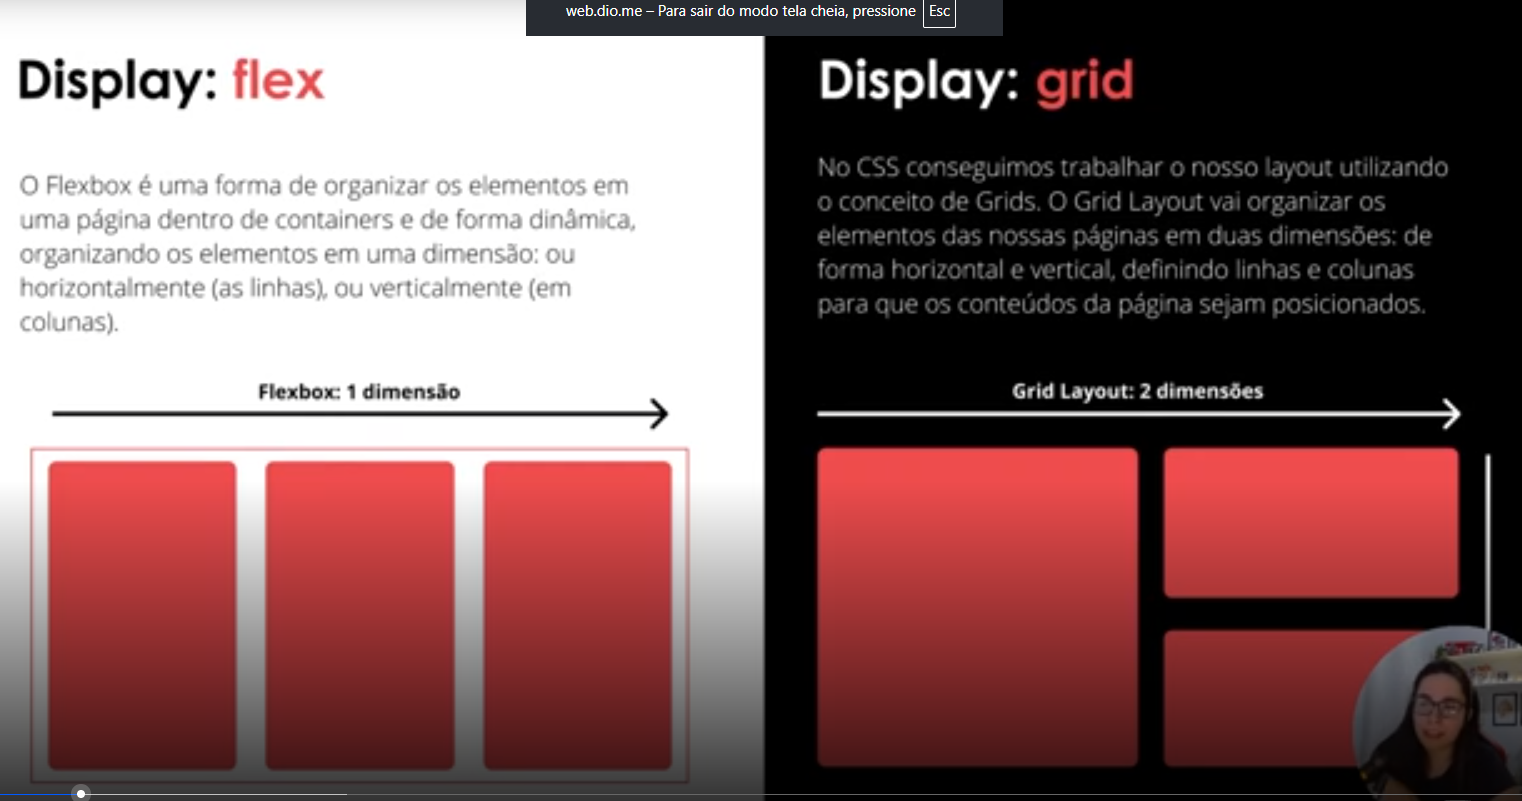 web.dio.me – Para sair do modo tela cheia, pressione Esc
Display: flex
O Flexbox é uma forma de organizar os elementos em
uma página dentro de containers e de forma dinâmica,
organizando os elementos em uma dimensão: ou
horizontalmente (as linhas), ou verticalmente (em
colunas).
Flexbox: 1 dimensão
Display: grid
No CSS conseguimos trabalhar o nosso layout utilizando
o conceito de Grids. O Grid Layout vai organizar os
elementos das nossas páginas em duas dimensões: de
forma horizontal e vertical, definindo linhas e colunas
para que os conteúdos da página sejam posicionados.
Grid Layout: 2 dimensões